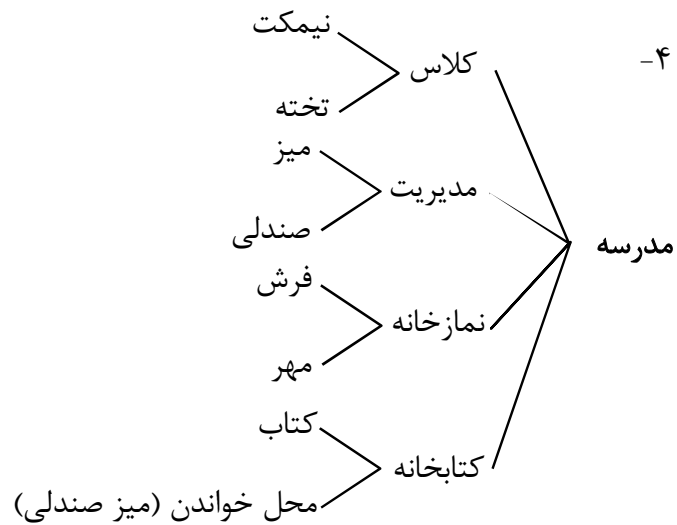 ۴-
مدرسه
کلاس
نیمکت
تخته
مدیریت
میز
صندلی
نمازخانه
فرش
مهر
کتابخانه
کتاب
محل خواندن (میز صندلی)